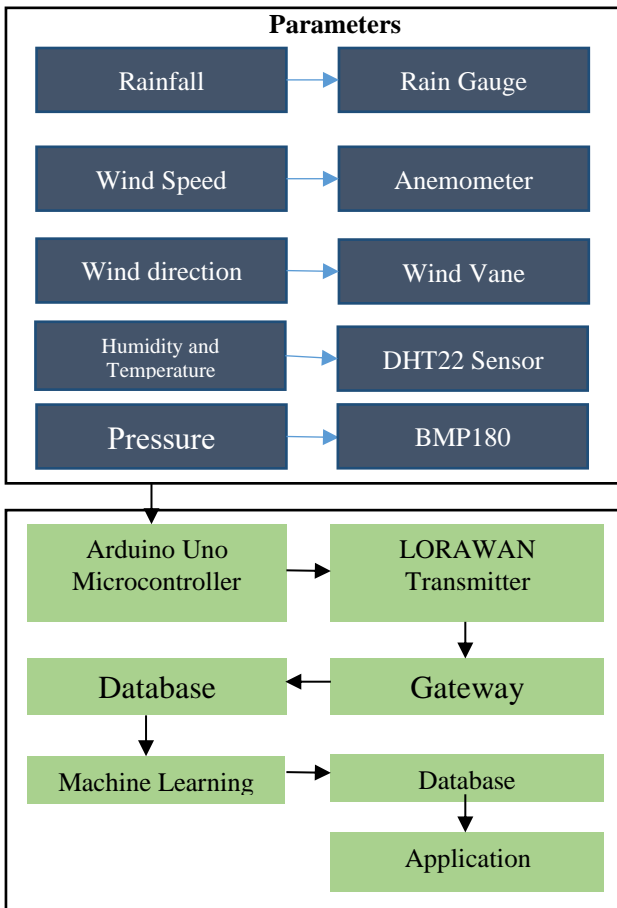 Parameters
Rainfall
Rain Gauge
Wind Speed
Anemometer
Wind direction
Wind Vane
Humidity and
Temperature
DHT22 Sensor
Pressure
BMP180
Arduino Uno
Microcontroller
LORAWAN
Transmitter
Database
Gateway
Machine Learning
Database
Application